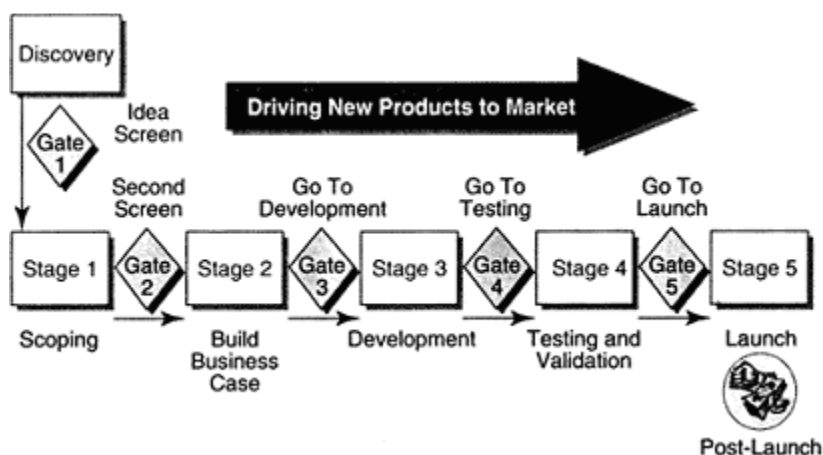 Discovery
Driving New Products to Market
Idea
Screen
Gate
1
Second
Screen
Go To
Development
Go To
Testing
Go To
Launch
Stage 1
Gate
2
Stage 2
Gate
3
Stage 3
Gate
4
Stage 4
Gate
5
Stage 5
Scoping
Build
Business
Case
Development
Testing and
Validation
Launch
Post-Launch